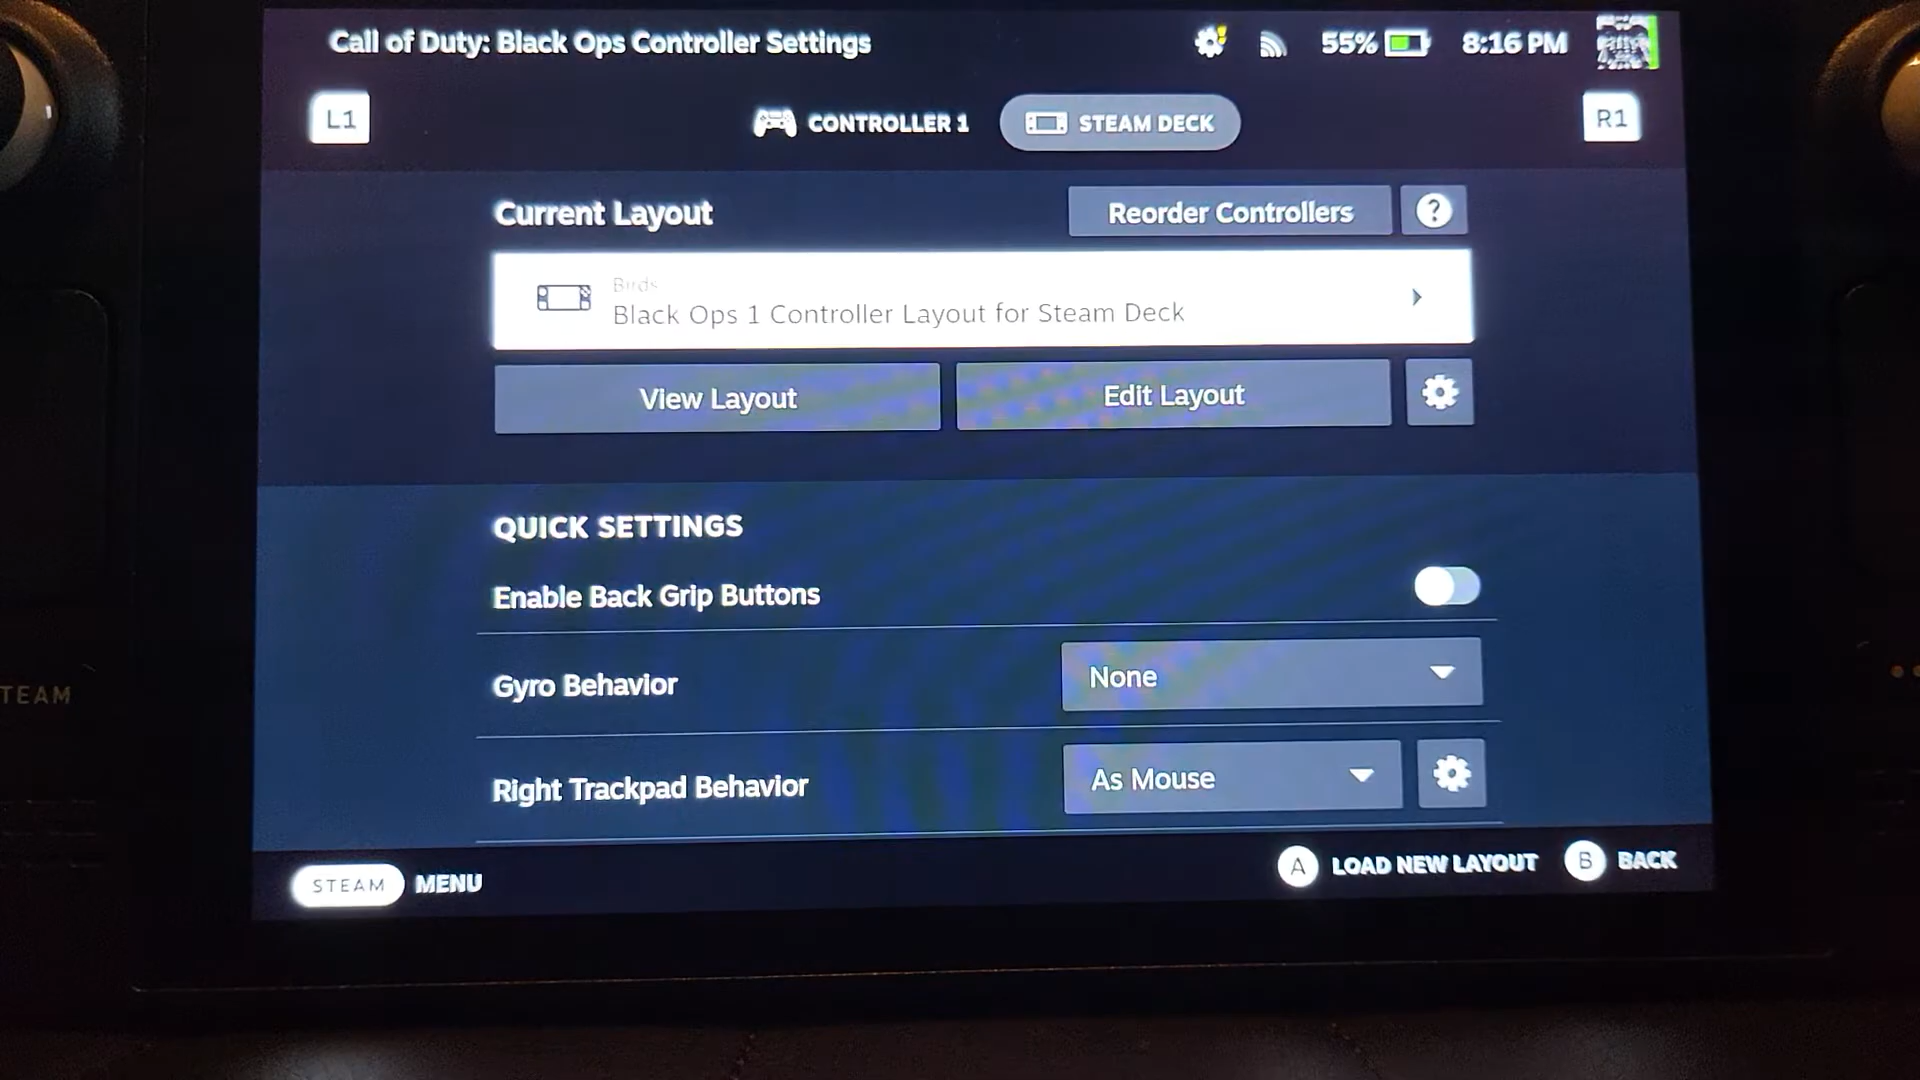 Call of Duty: Black Ops Controller Settings
55%
8:16 PM
L1
CONTROLLER 1
STEAM DECK
R1
Current Layout
Reorder Controllers
?
Birds
Black Ops 1 Controller Layout for Steam Deck
View Layout
Edit Layout
QUICK SETTINGS
Enable Back Grip Buttons
Gyro Behavior
None
TEAM
Right Trackpad Behavior
As Mouse
STEAM
MENU
A
LOAD NEW LAYOUT
B
BACK